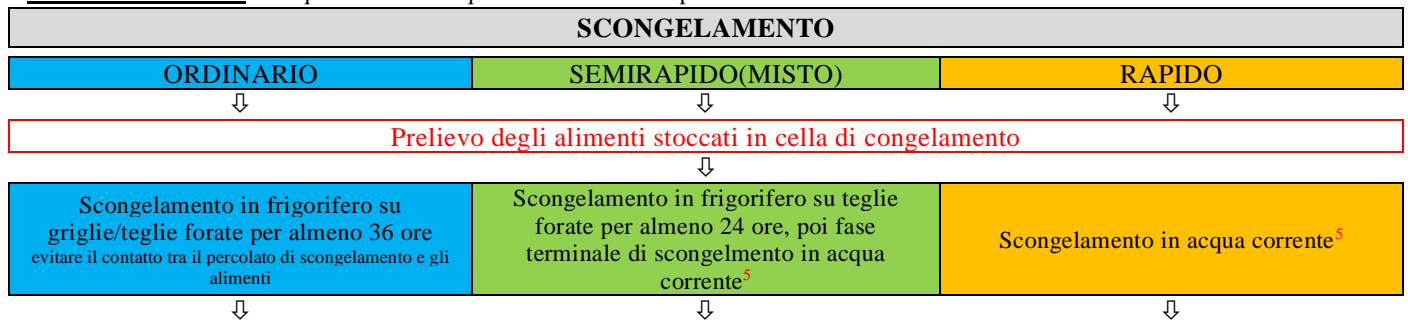 SCONGELAMENTO
ORDINARIO
SEMIRAPIDO(MISTO)
RAPIDO
⇩ ⇩ ⇩
Prelievo degli alimenti stoccati in cella di congelamento
⇩
Scongelamento in frigorifero su
griglie/teglie forate per almeno 36 ore
evitare il contatto tra il percolato di scongelamento e gli
alimenti
Scongelamento in frigorifero su teglie
forate per almeno 24 ore, poi fase
terminale di scongelmento in acqua
corrente5
Scongelamento in acqua corrente5
⇩ ⇩ ⇩